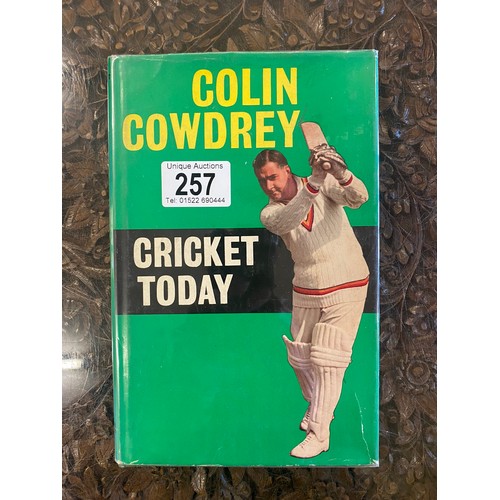 COLIN
COWDREY
Unique Auctions
257
Tel: 01522 690444
CRICKET
TODAY